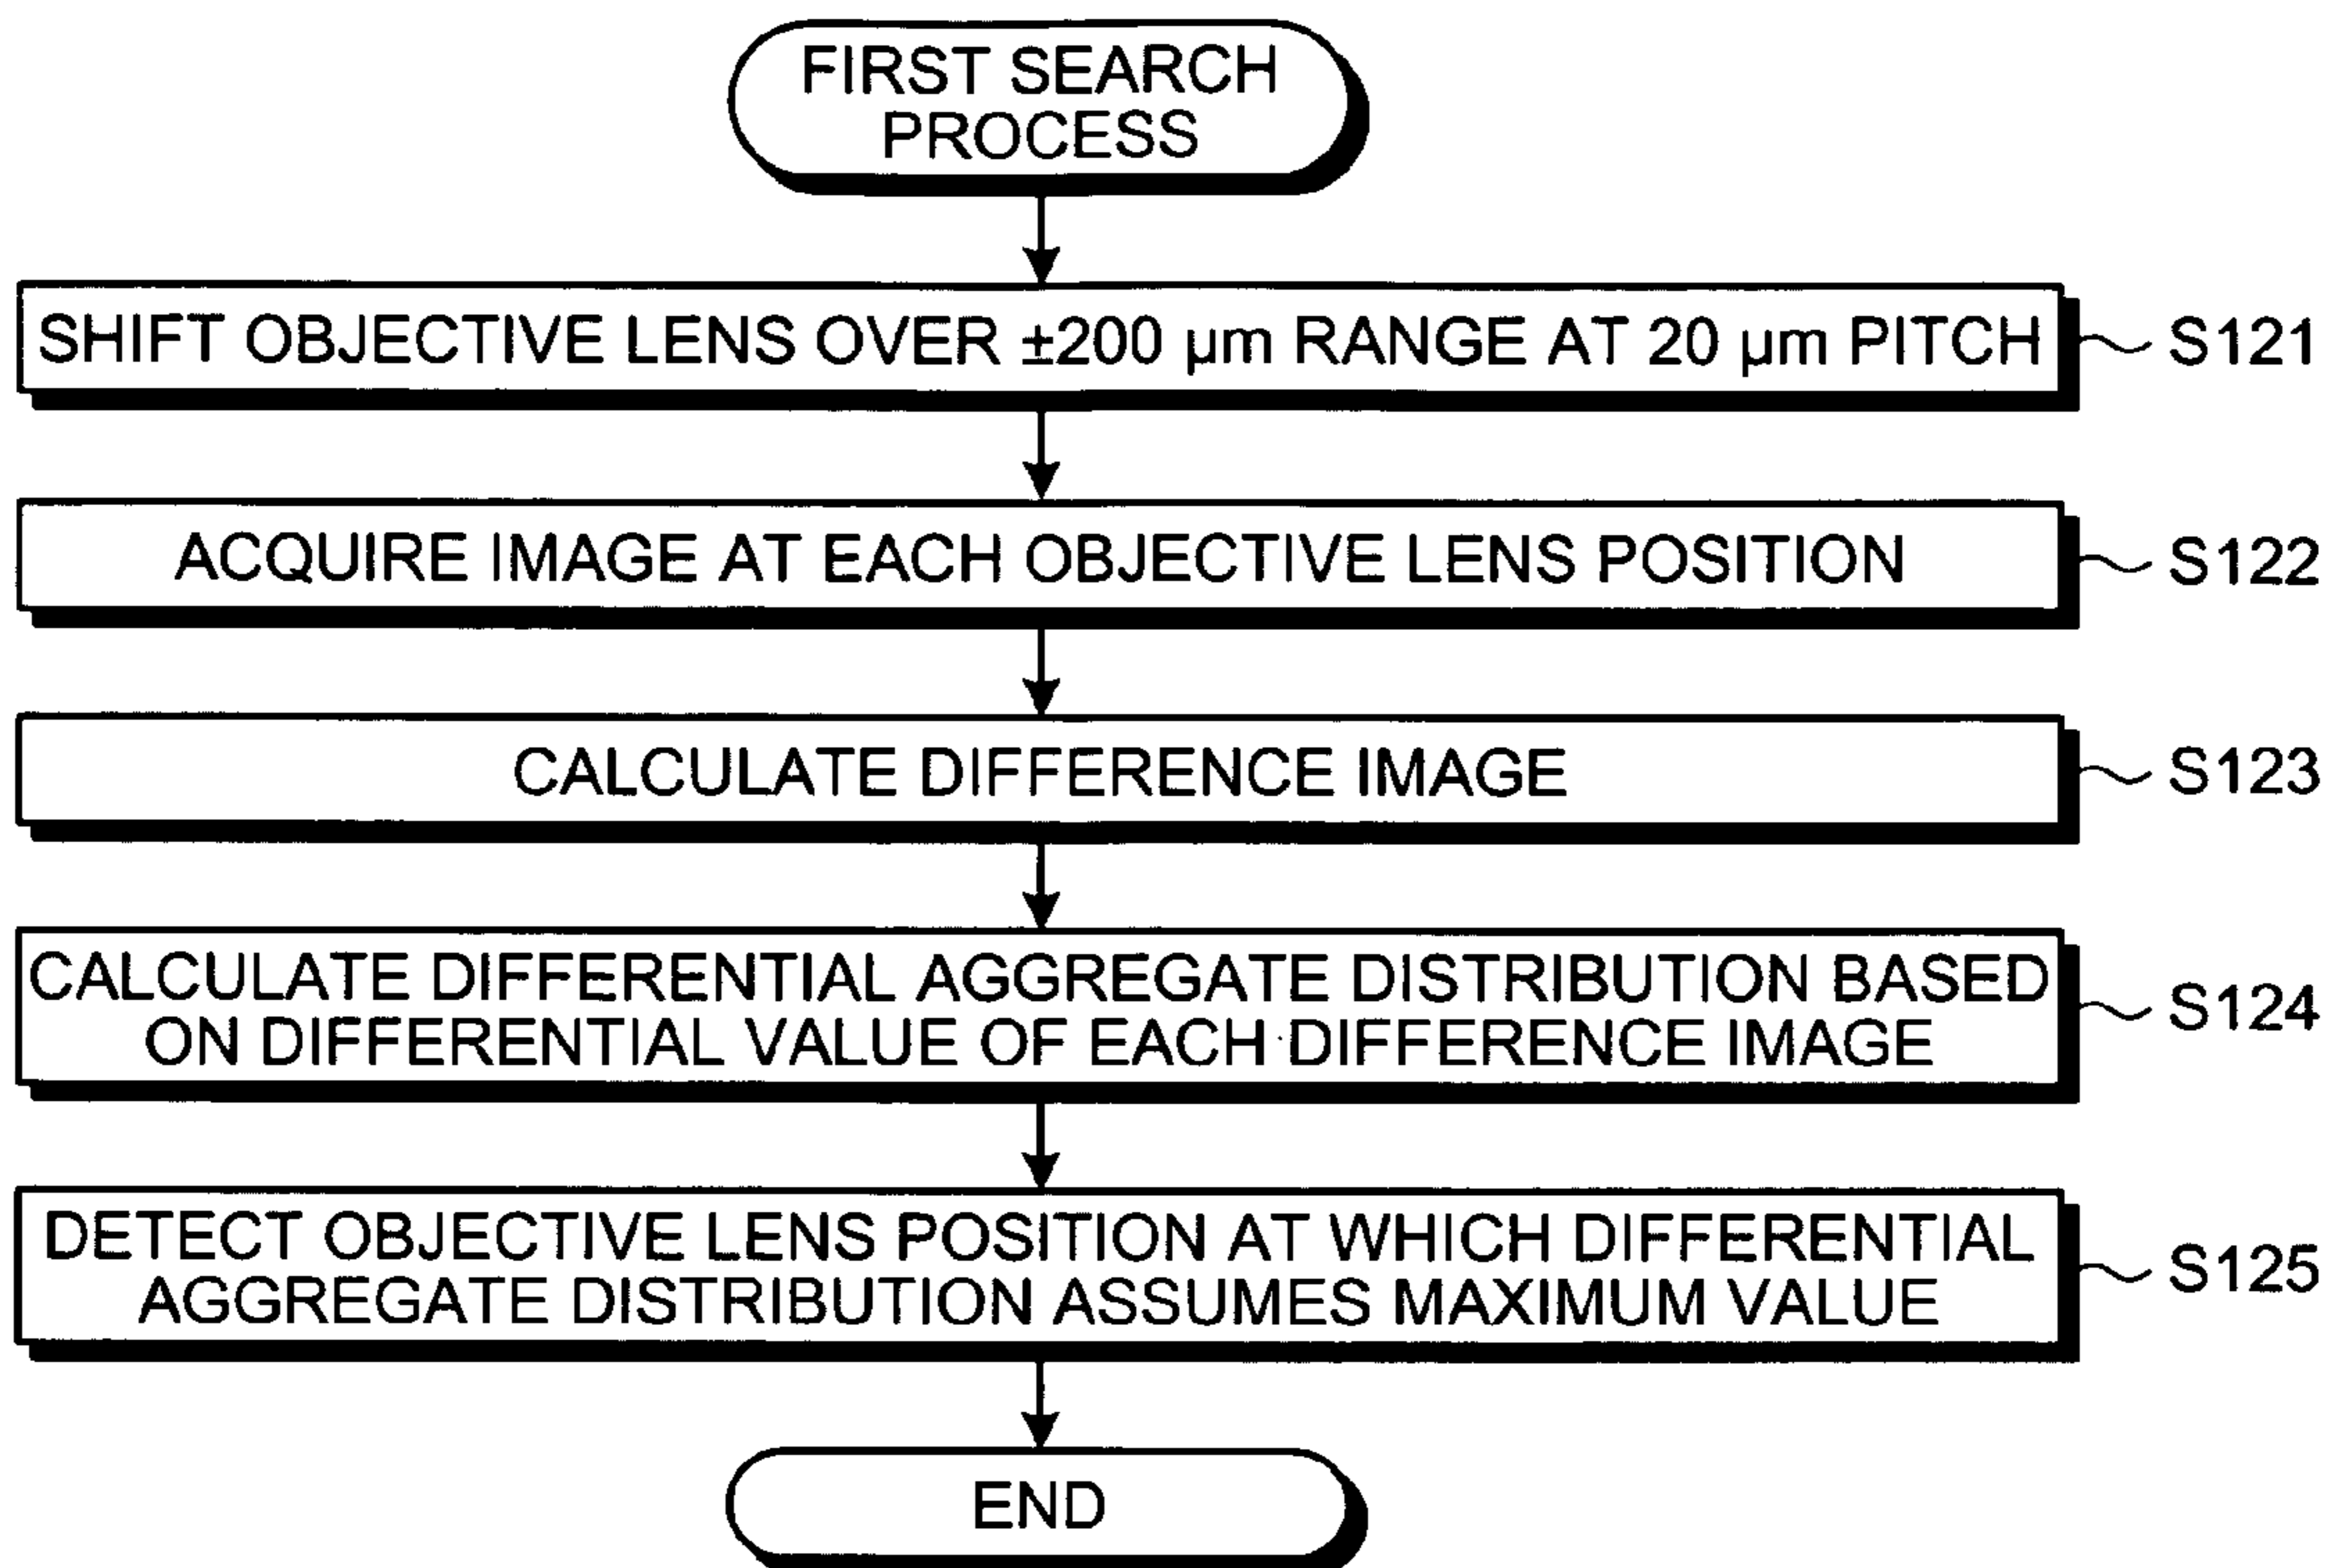 FIRST SEARCH
PROCESS
SHIFT OBJECTIVE LENS OVER ±200 µm RANGE AT 20 µm PITCH
S121
ACQUIRE IMAGE AT EACH OBJECTIVE LENS POSITION
S122
CALCULATE DIFFERENCE IMAGE
S123
CALCULATE DIFFERENTIAL AGGREGATE DISTRIBUTION BASED
ON DIFFERENTIAL VALUE OF EACH DIFFERENCE IMAGE
S124
DETECT OBJECTIVE LENS POSITION AT WHICH DIFFERENTIAL
AGGREGATE DISTRIBUTION ASSUMES MAXIMUM VALUE
S125
END